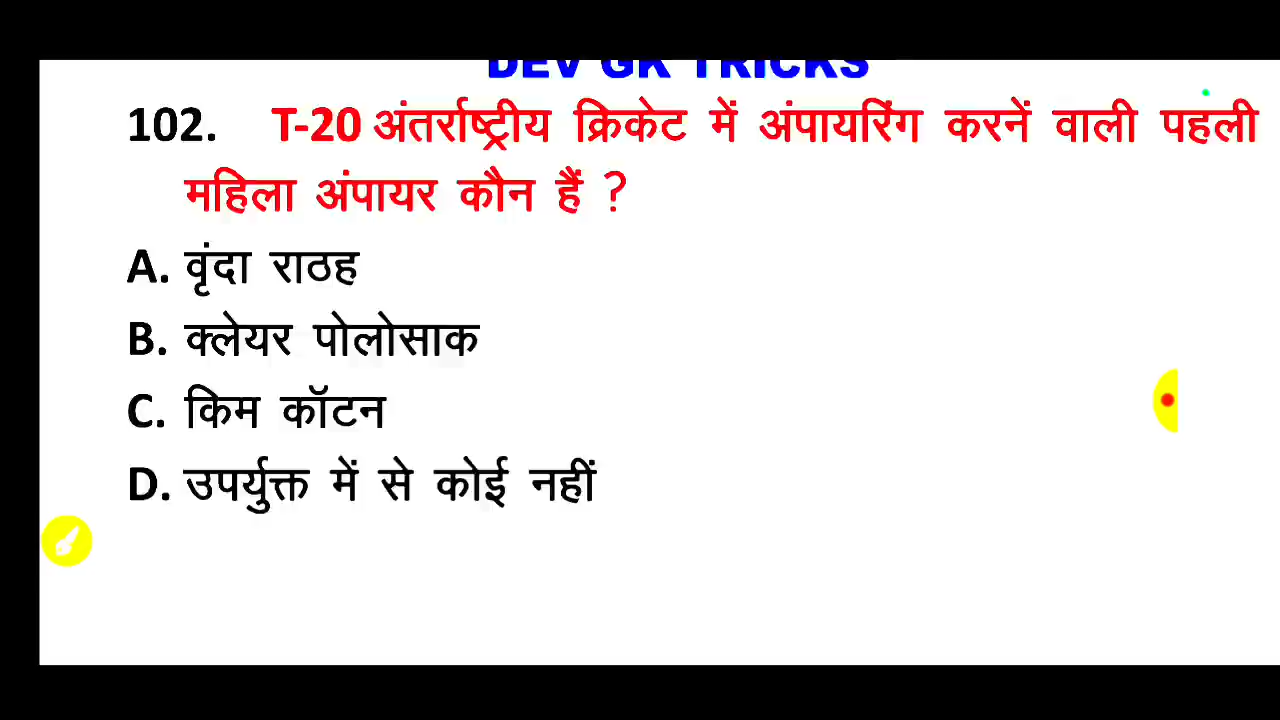 DEV GK TRICKS
102. T-20 अंतर्राष्ट्रीय क्रिकेट में अंपायरिंग करनें वाली पहली
महिला अंपायर कौन हैं ?
A. वृंदा राठह
B. क्लेयर पोलोसाक
C. किम कॉटन
D. उपर्युक्त में से कोई नहीं